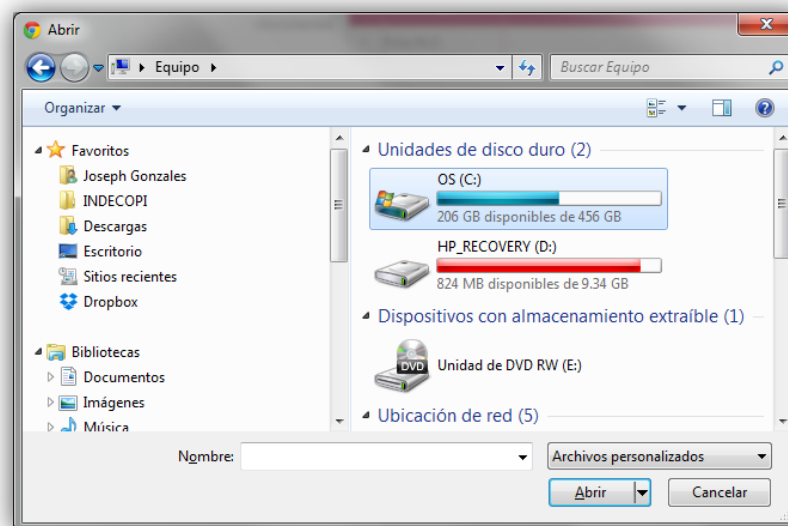 Abrir
Equipo
Buscar Equipo
Organizar
Favoritos
Joseph Gonzales
INDECOPI
Descargas
Escritorio
Sitios recientes
Dropbox
Bibliotecas
Documentos
Imágenes
Música
Unidades de disco duro (2)
OS (C:)
206 GB disponibles de 456 GB
HP_RECOVERY (D:)
824 MB disponibles de 9.34 GB
Dispositivos con almacenamiento extraíble (1)
DVD
Unidad de DVD RW (E:)
Ubicación de red (5)
Nombre:
Archivos personalizados
Abrir
Cancelar